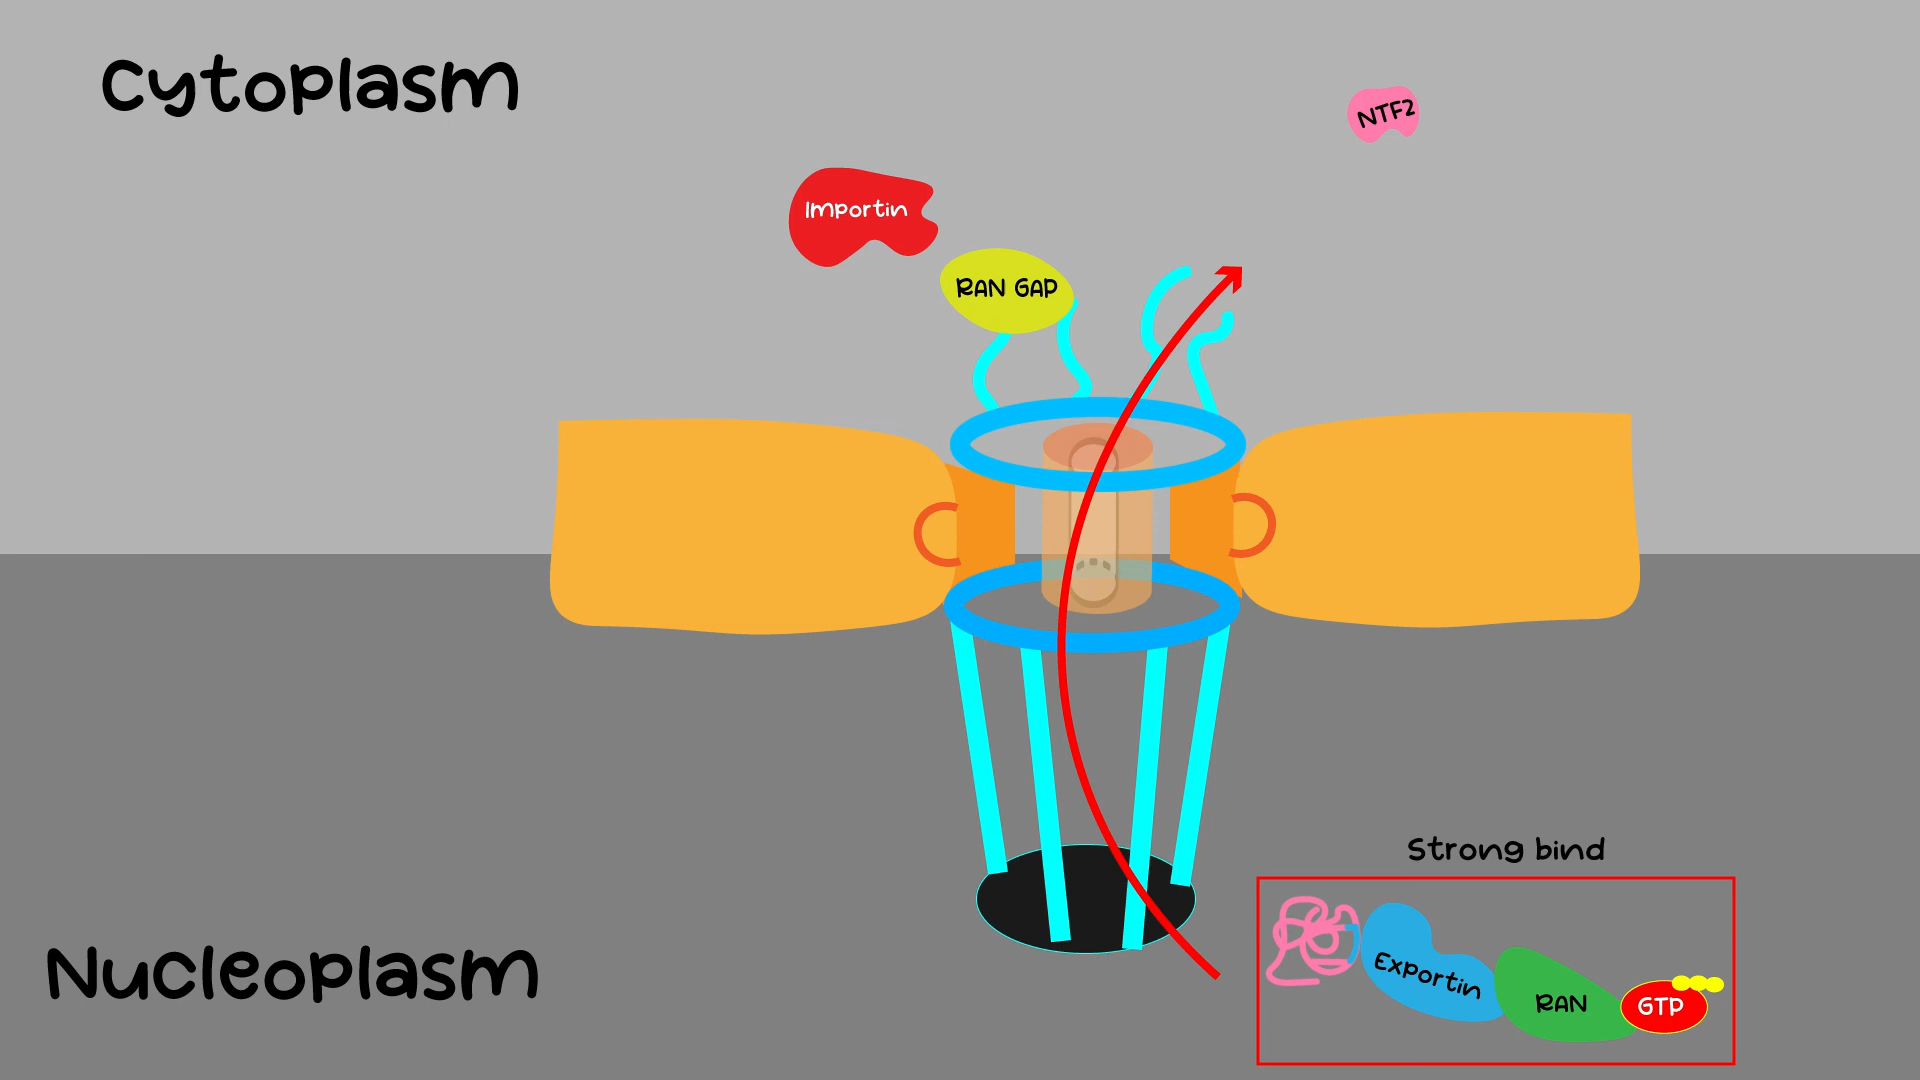 Cytoplasm
NTF2
Importin
RAN GAP
Strong bind
Exportin
RAN
GTP
Nucleoplasm